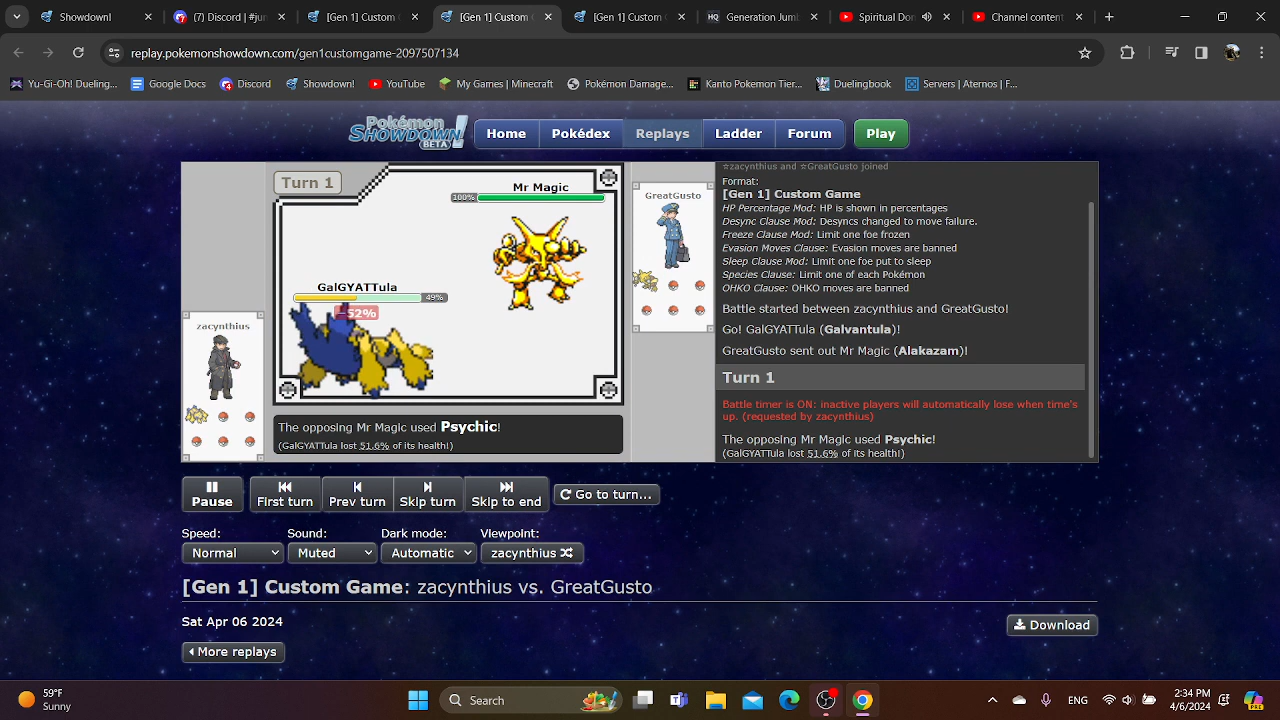 Showdown!
(7) Discord | #jun
[Gen 1] Custom (
[Gen 1] Custom (
[Gen 1] Custom (
Generation Jumb
Spiritual Don
Channel content
replay.pokemonshowdown.com/gen1customgame-2097507134
Yu-Gi-Oh! Dueling...
Google Docs
Discord
Showdown!
YouTube
My Games | Minecraft
Pokémon Damag...
Kanto Pokemon Tier...
Duelingbook
Servers | Aternos | F...
Pokémon
SHOWDOWN!
BETA
Home
Pokédex
Replays
Ladder
Forum
Play
Turn 1
Mr Magic
100%
GalGYATTula
49%
−52%
The opposing Mr Magic used Psychic!
(GalGYATTula lost 51.6% of its health!)
zacynthius
GreatGusto
☆zacynthius and ☆GreatGusto joined
Format:
[Gen 1] Custom Game
HP Percentage Mod: HP is shown in percentages
Desync Clause Mod: Desyncs changed to move failure.
Freeze Clause Mod: Limit one foe frozen
Evasion Moves Clause: Evasion moves are banned
Sleep Clause Mod: Limit one foe put to sleep
Species Clause: Limit one of each Pokémon
OHKO Clause: OHKO moves are banned
Battle started between zacynthius and GreatGusto!
Go! GalGYATTula (Galvantula)!
GreatGusto sent out Mr Magic (Alakazam)!
Turn 1
Battle timer is ON: inactive players will automatically lose when time's
up. (requested by zacynthius)
The opposing Mr Magic used Psychic!
(GalGYATTula lost 51.6% of its health!)
Pause
First turn
Prev turn
Skip turn
Skip to end
Go to turn...
Speed:
Sound:
Dark mode:
Viewpoint:
Normal
Muted
Automatic
zacynthius
[Gen 1] Custom Game: zacynthius vs. GreatGusto
Sat Apr 06 2024
Download
More replays
59°F
Sunny
Search
ENG
2:34 PM
4/6/2024
PRE